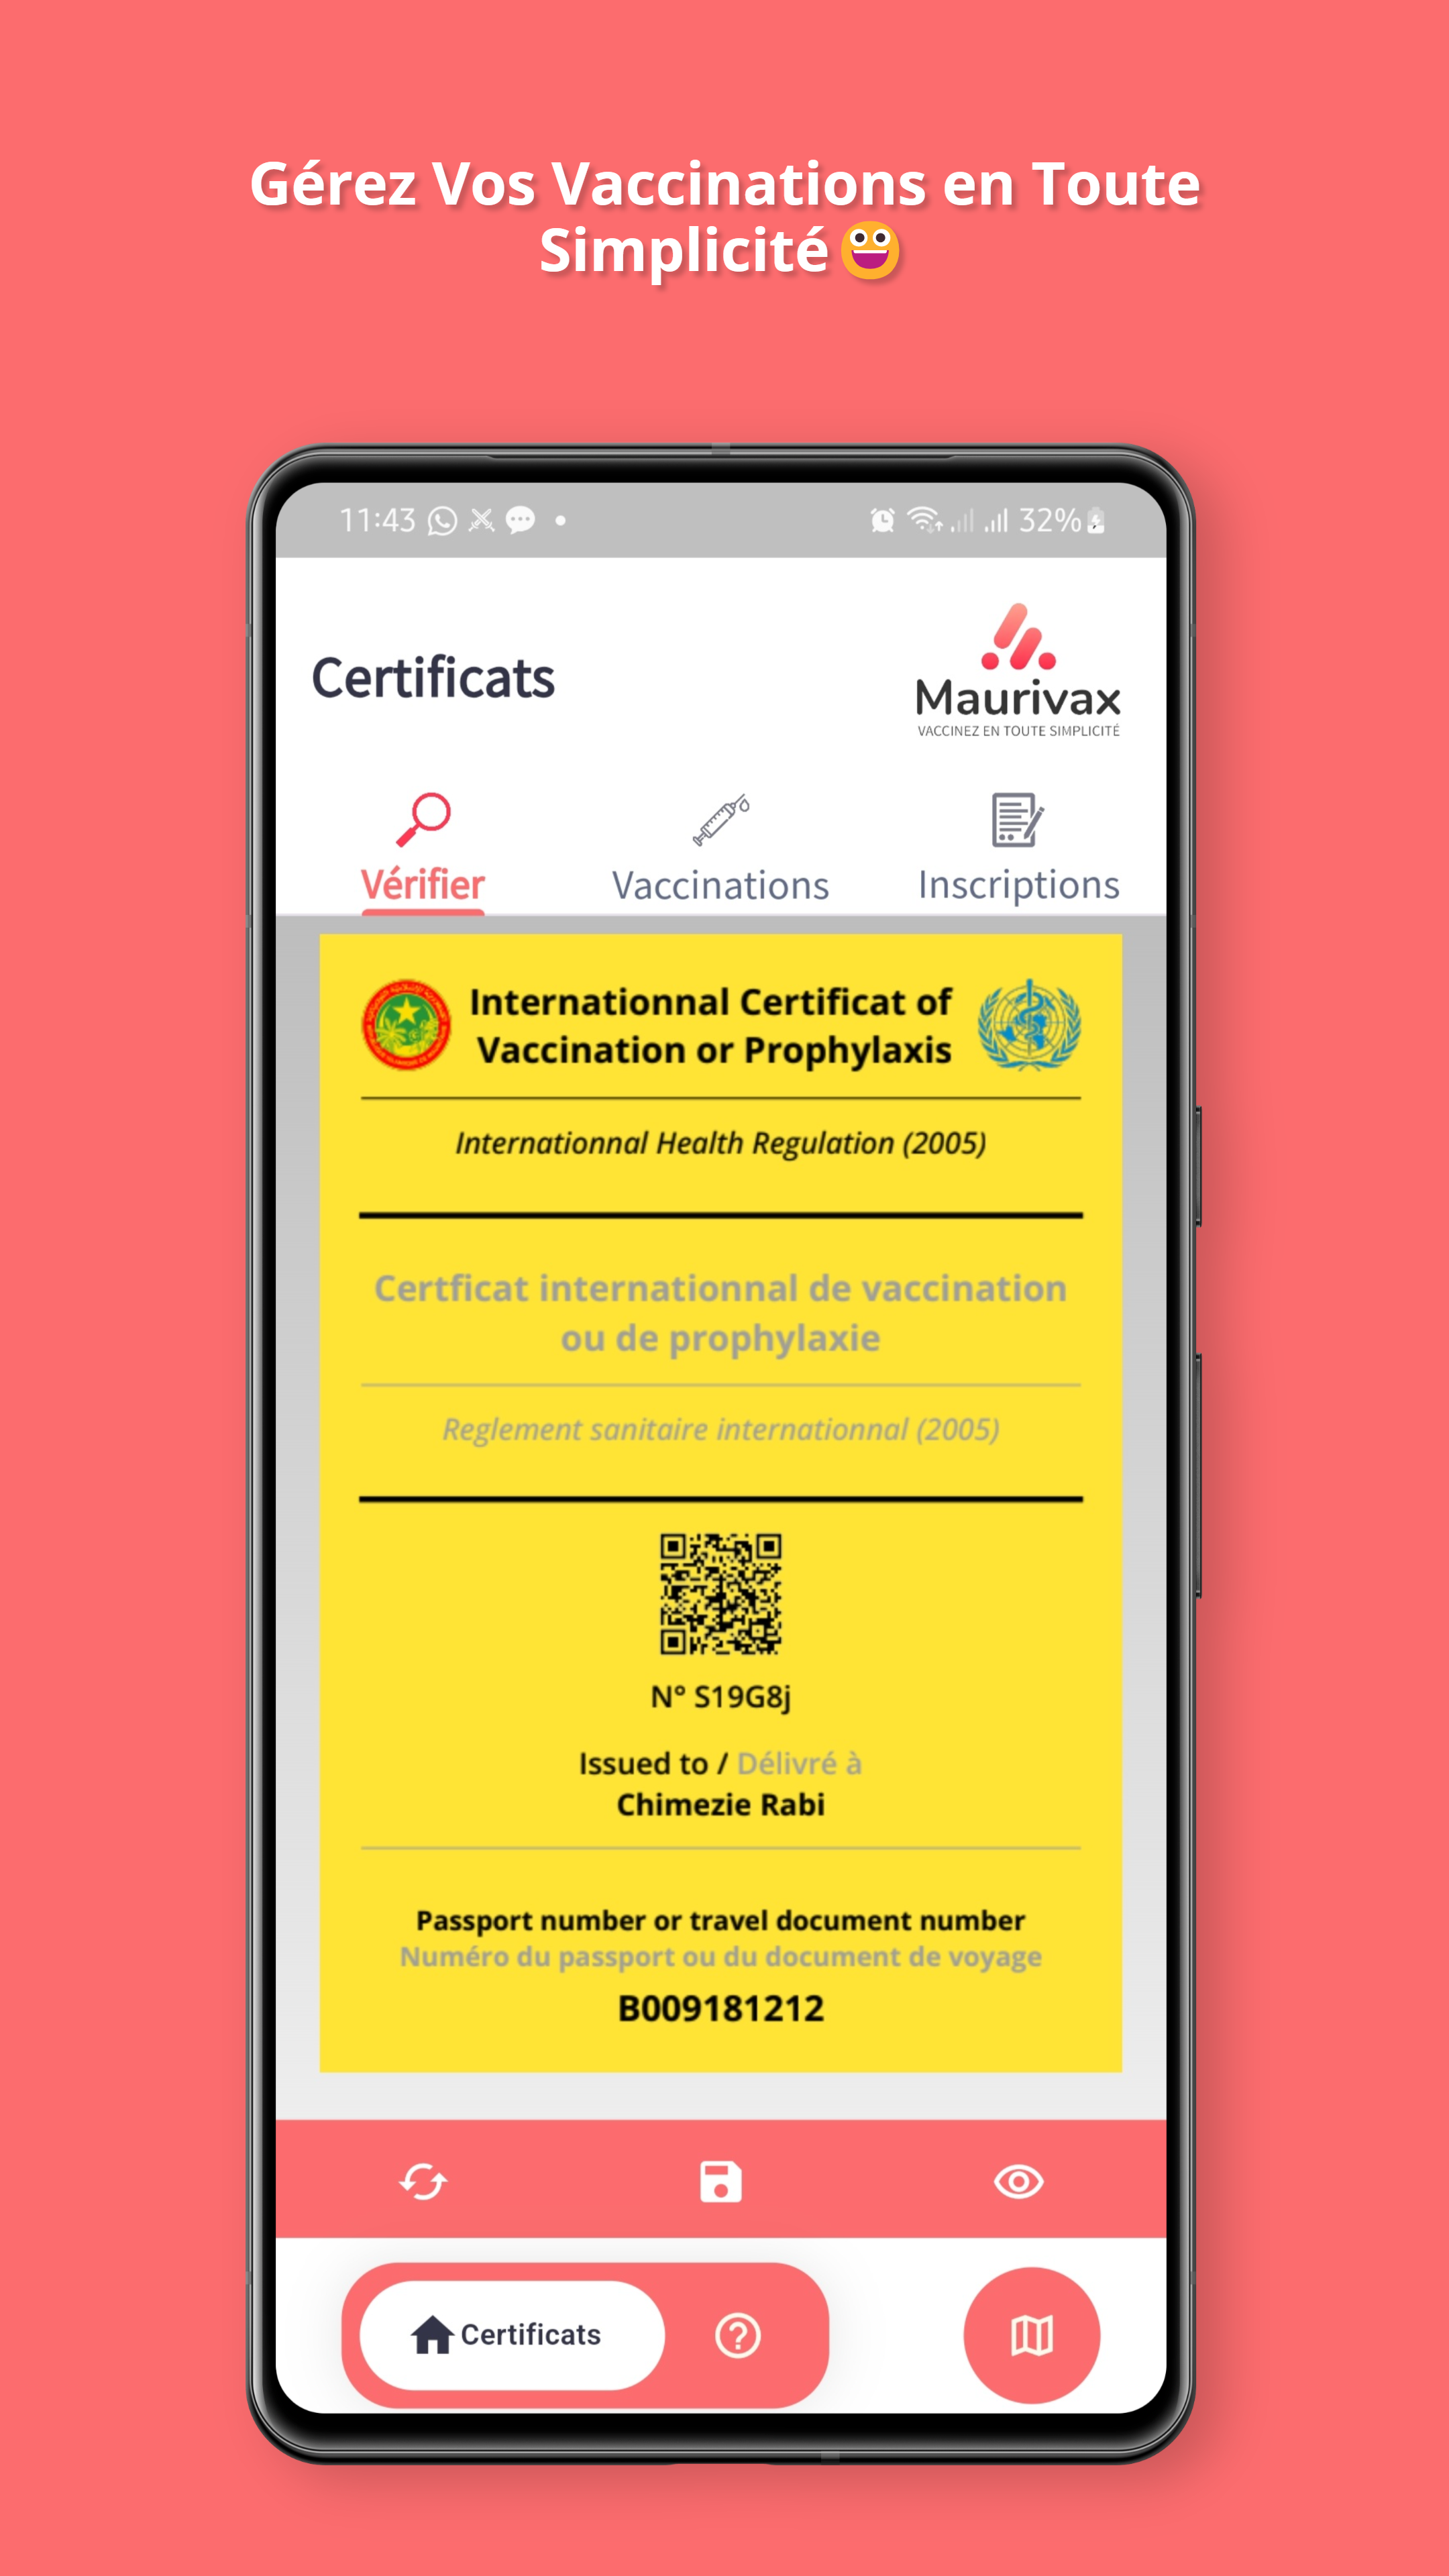 Gérez Vos Vaccinations en Toute
Simplicité
11:43
32%
Certificats
Maurivax
VACCINEZ EN TOUTE SIMPLICITÉ
Vérifier
Vaccinations
Inscriptions
Internationnal Certificat of
Vaccination or Prophylaxis
Internationnal Health Regulation (2005)
Certficat internationnal de vaccination
ou de prophylaxie
Reglement sanitaire internationnal (2005)
N° S19G8j
Issued to / Délivré à
Chimezie Rabi
Passport number or travel document number
Numéro du passport ou du document de voyage
B009181212
Certificats